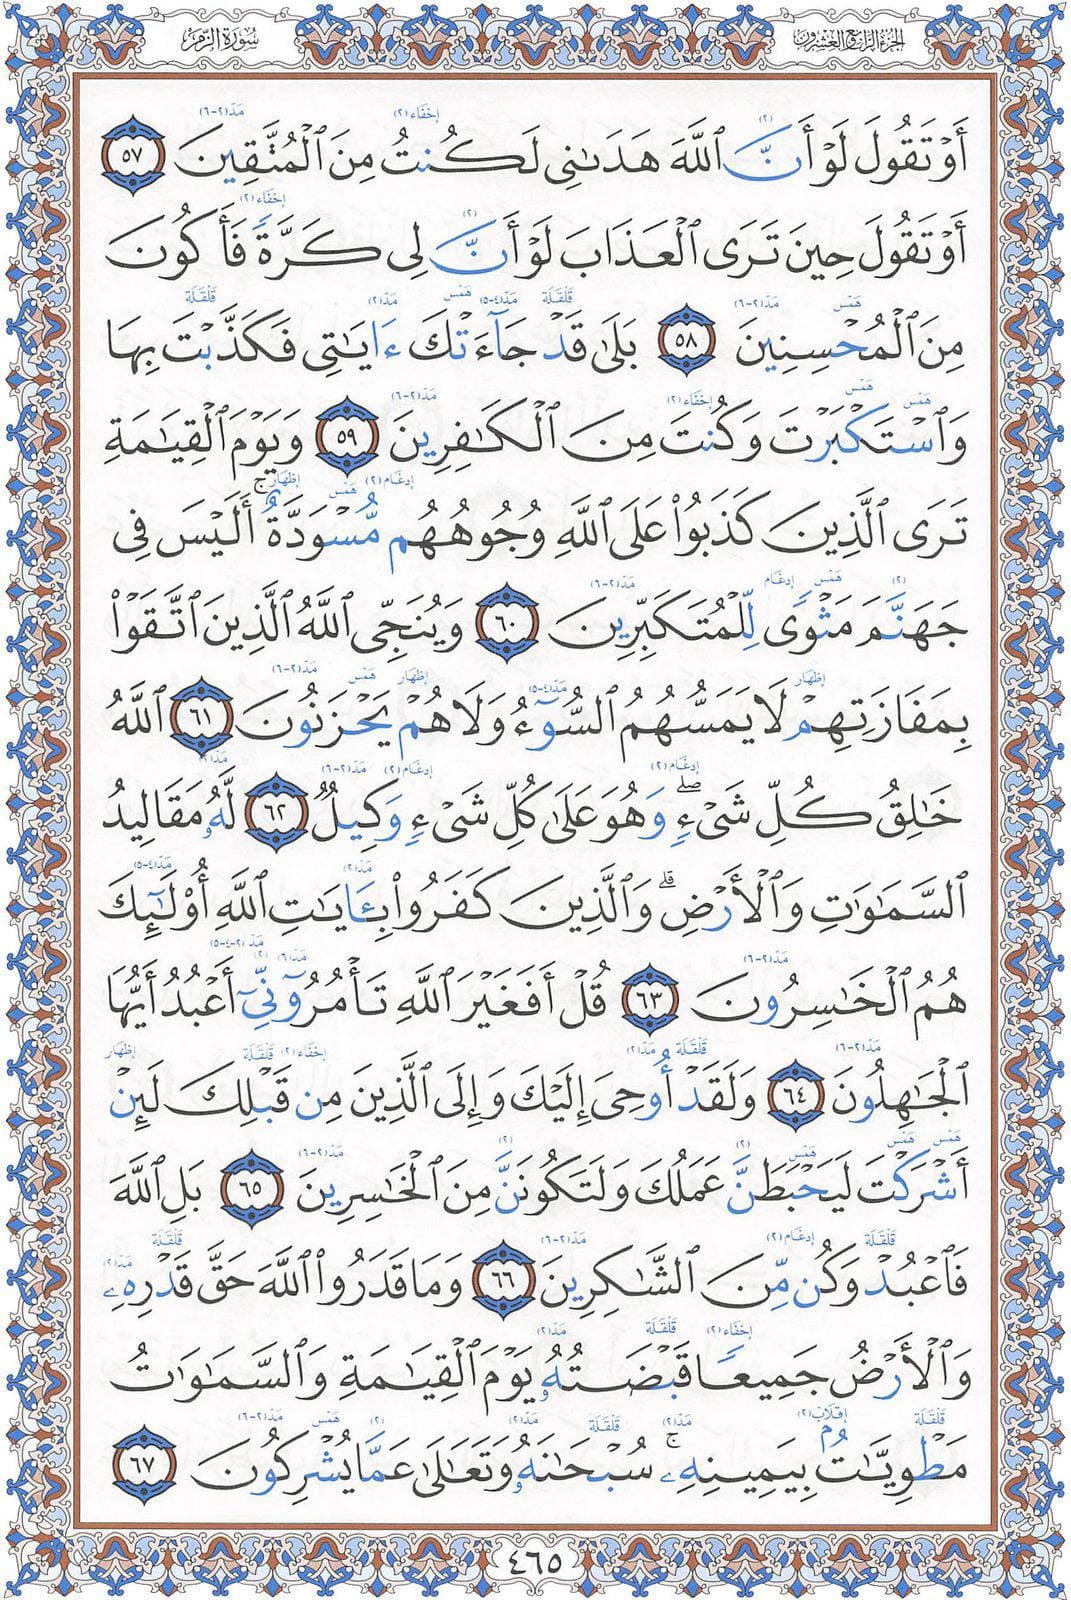 الجزء الرابع والعشرون
سورة الزمر
أَوْ تَقُولَ لَوْ أَنَّ ٱللَّهَ هَدَىٰنِى لَكُنتُ مِنَ ٱلْمُتَّقِينَ ٥٧
أَوْ تَقُولَ حِينَ تَرَى ٱلْعَذَابَ لَوْ أَنَّ لِى كَرَّةً فَأَكُونَ
مِنَ ٱلْمُحْسِنِينَ ٥٨ بَلَىٰ قَدْ جَآءَتْكَ ءَايَٰتِى فَكَذَّبْتَ بِهَا
وَٱسْتَكْبَرْتَ وَكُنتَ مِنَ ٱلْكَٰفِرِينَ ٥٩ وَيَوْمَ ٱلْقِيَٰمَةِ
تَرَى ٱلَّذِينَ كَذَبُوا۟ عَلَى ٱللَّهِ وُجُوهُهُم مُّسْوَدَّةٌ ۚ أَلَيْسَ فِى
جَهَنَّمَ مَثْوًى لِّلْمُتَكَبِّرِينَ ٦٠ وَيُنَجِّى ٱللَّهُ ٱلَّذِينَ ٱتَّقَوْا۟
بِمَفَازَتِهِمْ لَا يَمَسُّهُمُ ٱلسُّوٓءُ وَلَا هُمْ يَحْزَنُونَ ٦١ ٱللَّهُ
خَٰلِقُ كُلِّ شَىْءٍ ۖ وَهُوَ عَلَىٰ كُلِّ شَىْءٍ وَكِيلٌ ٦٢ لَّهُۥ مَقَالِيدُ
ٱلسَّمَٰوَٰتِ وَٱلْأَرْضِ ۗ وَٱلَّذِينَ كَفَرُوا۟ بِـَٔايَٰتِ ٱللَّهِ أُو۟لَٰٓئِكَ
هُمُ ٱلْخَٰسِرُونَ ٦٣ قُلْ أَفَغَيْرَ ٱللَّهِ تَأْمُرُوٓنِّىٓ أَعْبُدُ أَيُّهَا
ٱلْجَٰهِلُونَ ٦٤ وَلَقَدْ أُوحِىَ إِلَيْكَ وَإِلَى ٱلَّذِينَ مِن قَبْلِكَ لَئِنْ
أَشْرَكْتَ لَيَحْبَطَنَّ عَمَلُكَ وَلَتَكُونَنَّ مِنَ ٱلْخَٰسِرِينَ ٦٥ بَلِ ٱللَّهَ
فَٱعْبُدْ وَكُن مِّنَ ٱلشَّٰكِرِينَ ٦٦ وَمَا قَدَرُوا۟ ٱللَّهَ حَقَّ قَدْرِهِۦ
وَٱلْأَرْضُ جَمِيعًا قَبْضَتُهُۥ يَوْمَ ٱلْقِيَٰمَةِ وَٱلسَّمَٰوَٰتُ
مَطْوِيَّٰتٌۢ بِيَمِينِهِۦ ۚ سُبْحَٰنَهُۥ وَتَعَٰلَىٰ عَمَّا يُشْرِكُونَ ٦٧
٤٦٥